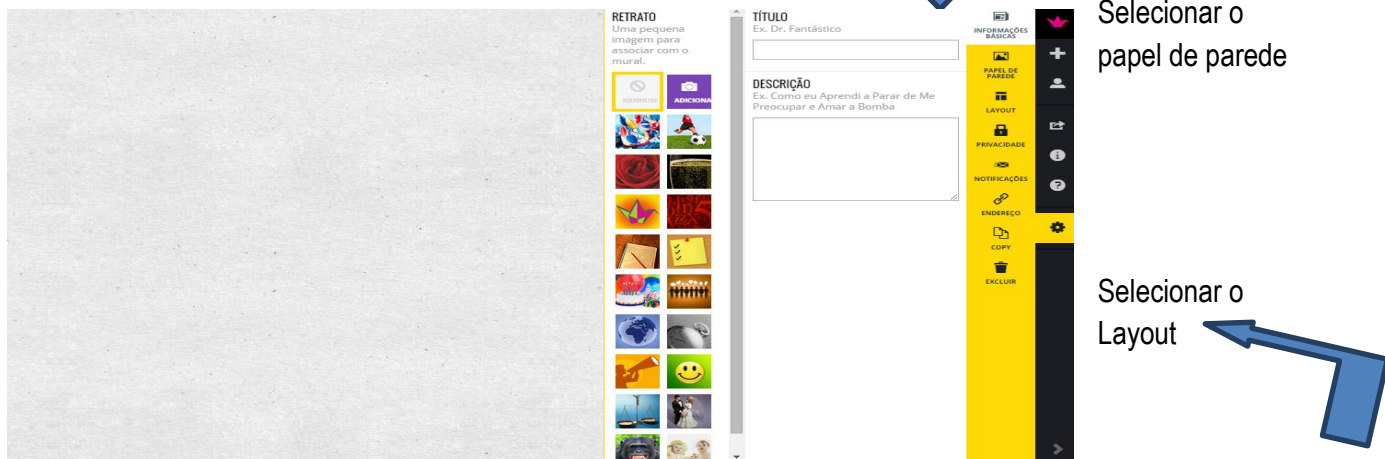 RETRATO
Uma pequena
imagem para
associar com o
mural.
NENHUM
ADICIONA
TÍTULO
Ex. Dr. Fantástico
DESCRIÇÃO
Ex. Como eu Aprendi a Parar de Me
Preocupar e Amar a Bomba
INFORMAÇÕES
BÁSICAS
PAPEL DE
PAREDE
LAYOUT
PRIVACIDADE
NOTIFICAÇÕES
ENDEREÇO
COPY
EXCLUIR
Selecionar o
papel de parede
Selecionar o
Layout